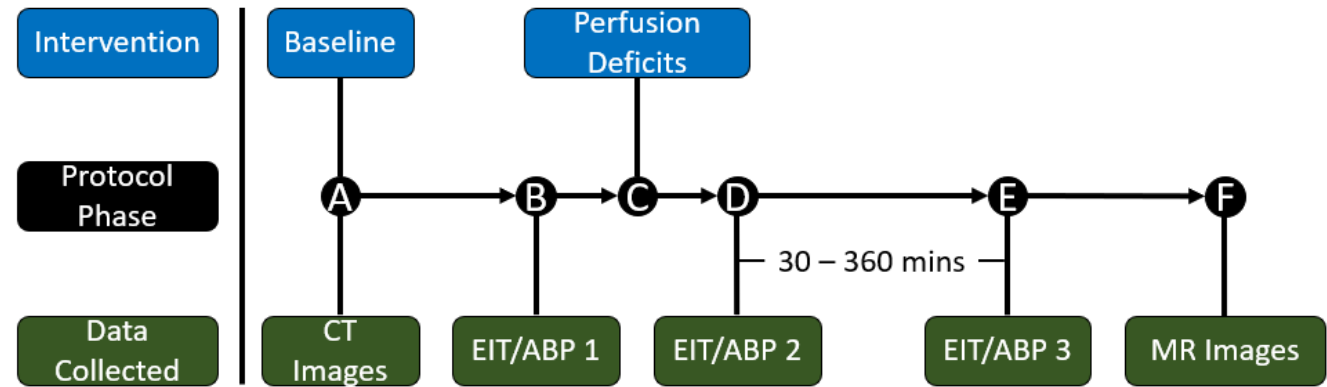 Intervention
Baseline
Perfusion
Deficits
Protocol
Phase
A
B
C
D
E
F
30 – 360 mins
Data
Collected
CT
Images
EIT/ABP 1
EIT/ABP 2
EIT/ABP 3
MR Images